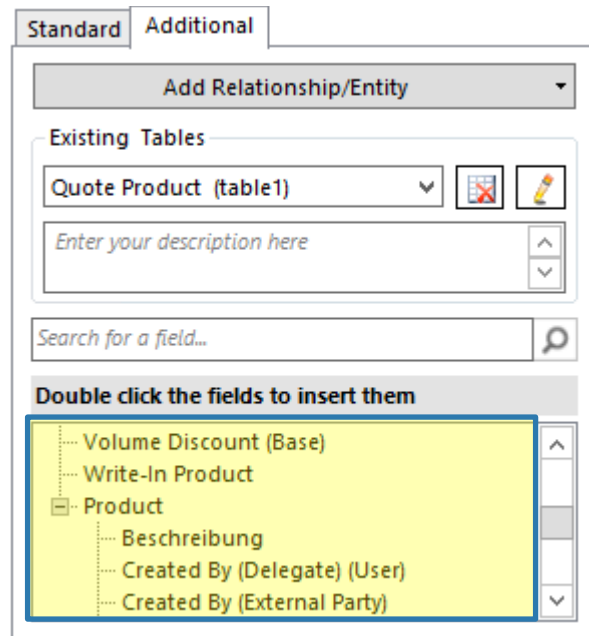 Standard Additional
Add Relationship/Entity
Existing Tables
Quote Product (table1)
Enter your description here
Search for a field...
Double click the fields to insert them
Volume Discount (Base)
Write-In Product
Product
Beschreibung
Created By (Delegate) (User)
Created By (External Party)